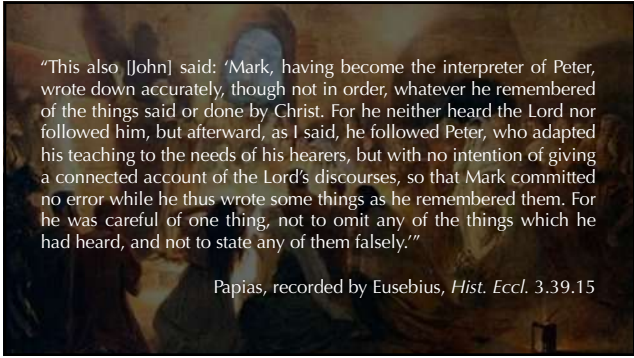 “This also [John] said: ‘Mark, having become the interpreter of Peter,
wrote down accurately, though not in order, whatever he remembered
of the things said or done by Christ. For he neither heard the Lord nor
followed him, but afterward, as I said, he followed Peter, who adapted
his teaching to the needs of his hearers, but with no intention of giving
a connected account of the Lord’s discourses, so that Mark committed
no error while he thus wrote some things as he remembered them. For
he was careful of one thing, not to omit any of the things which he
had heard, and not to state any of them falsely.’”
Papias, recorded by Eusebius, Hist. Eccl. 3.39.15